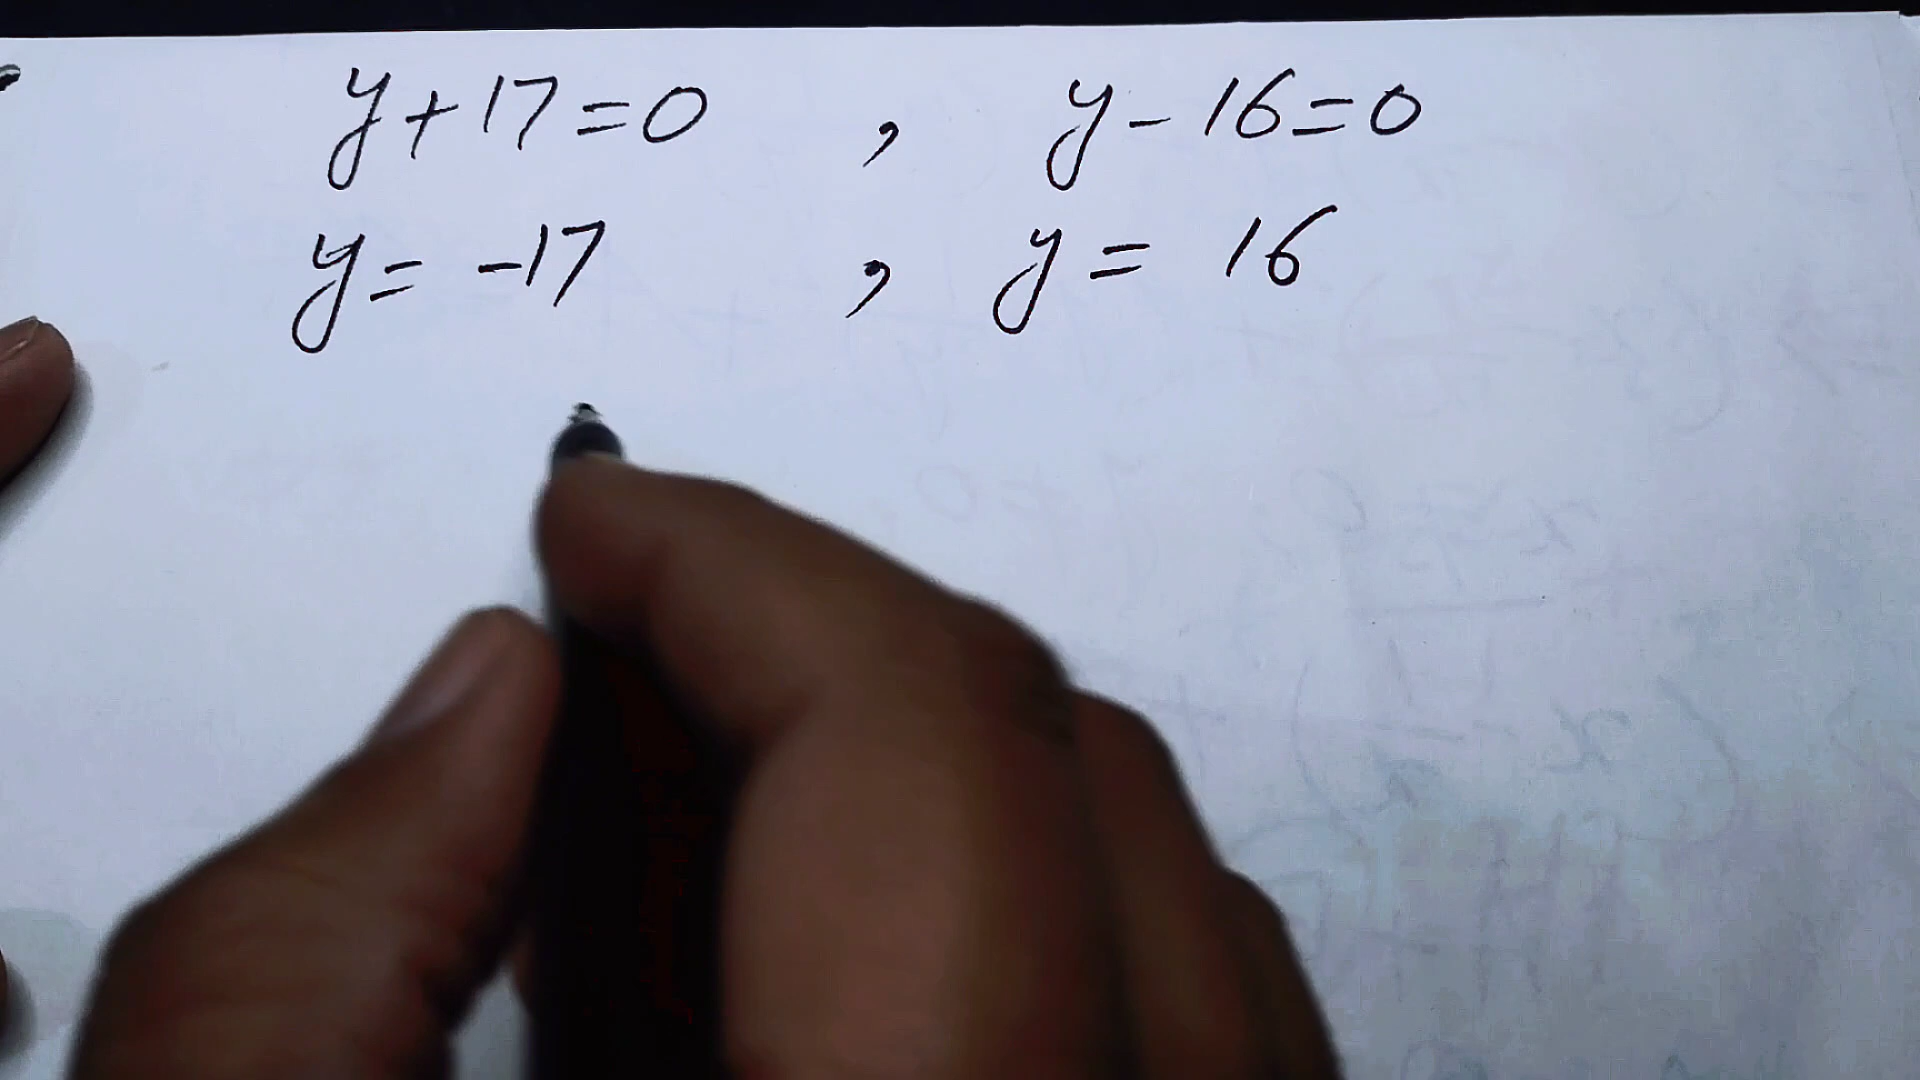 y+17=0 , y-16=0
y= -17 , y= 16